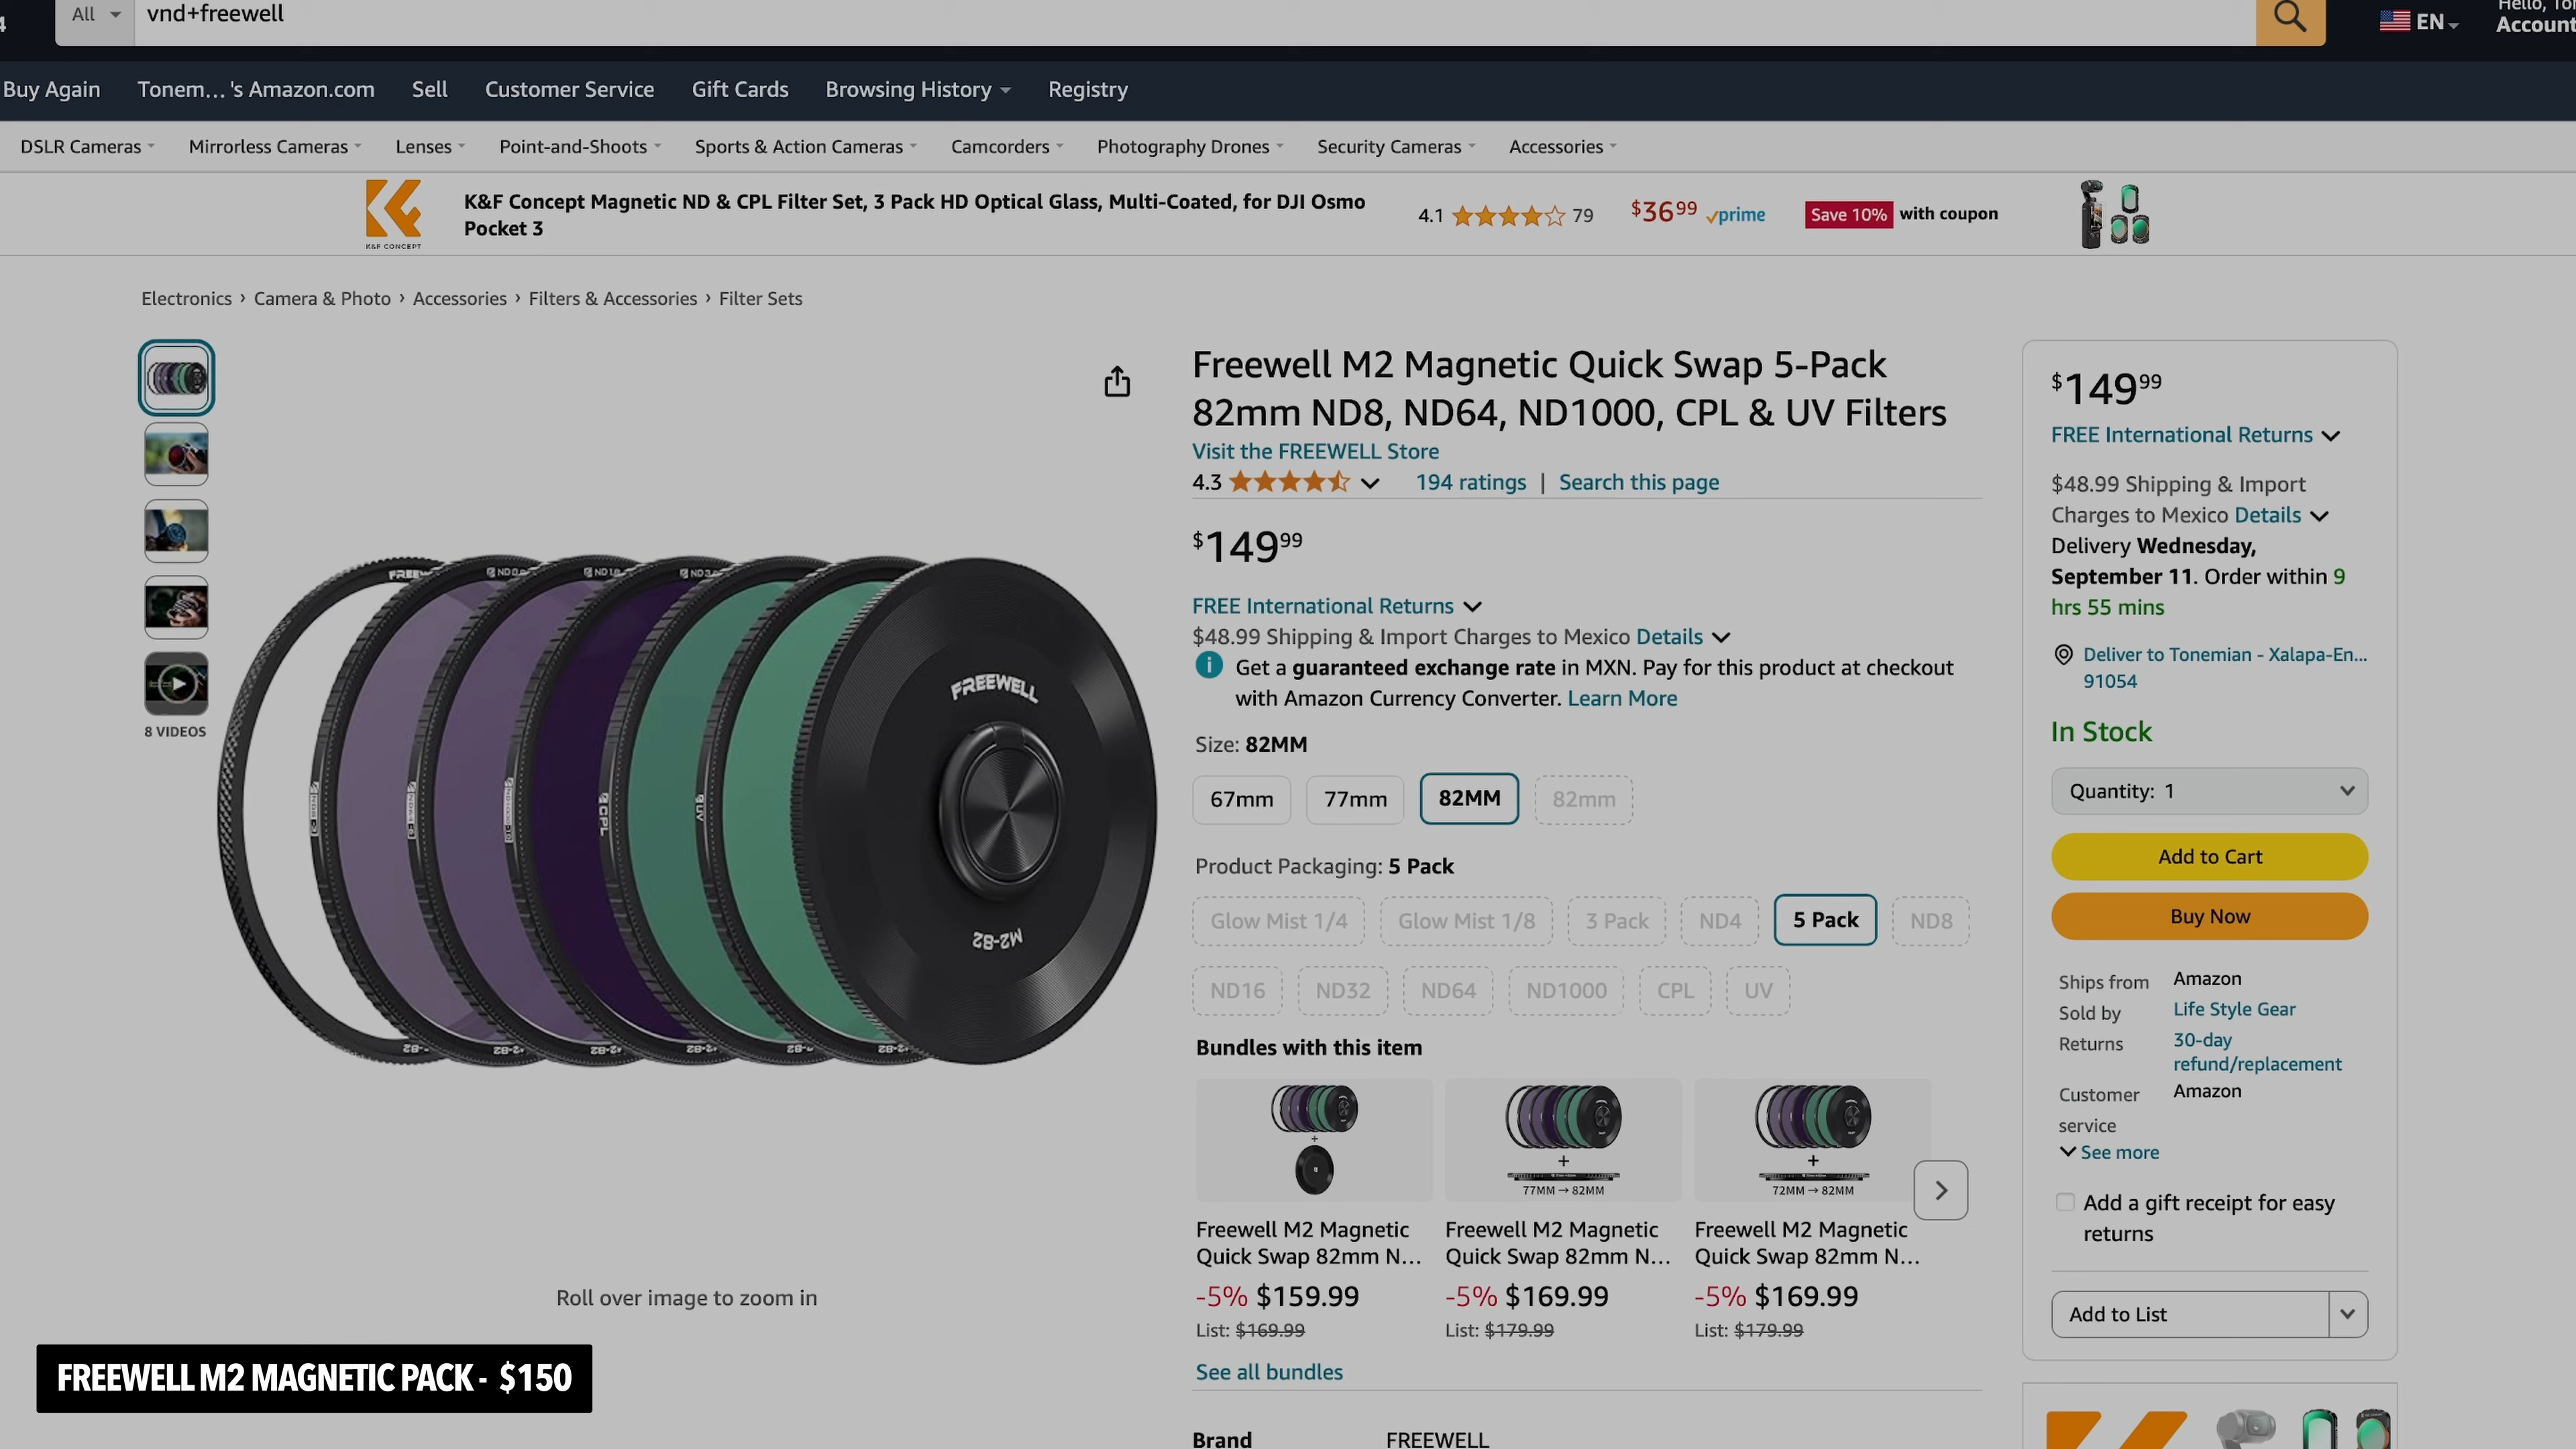 All vnd+freewell
EN
Account
Buy Again Tonem... 's Amazon.com Sell Customer Service Gift Cards Browsing History Registry
DSLR Cameras Mirrorless Cameras Lenses Point-and-Shoots Sports & Action Cameras Camcorders Photography Drones Security Cameras Accessories
K&F CONCEPT
K&F Concept Magnetic ND & CPL Filter Set, 3 Pack HD Optical Glass, Multi-Coated, for DJI Osmo
Pocket 3
4.1 79 $36.99 prime Save 10% with coupon
Electronics › Camera & Photo › Accessories › Filters & Accessories › Filter Sets
8 VIDEOS
FREEWELL
M2-82
CPL
UV
Roll over image to zoom in
Freewell M2 Magnetic Quick Swap 5-Pack
82mm ND8, ND64, ND1000, CPL & UV Filters
Visit the FREEWELL Store
4.3 194 ratings | Search this page
$149.99
FREE International Returns
$48.99 Shipping & Import Charges to Mexico Details
Get a guaranteed exchange rate in MXN. Pay for this product at checkout
with Amazon Currency Converter. Learn More
Size: 82MM
67mm 77mm 82MM 82mm
Product Packaging: 5 Pack
Glow Mist 1/4 Glow Mist 1/8 3 Pack ND4 5 Pack ND8
ND16 ND32 ND64 ND1000 CPL UV
Bundles with this item
77MM→82MM 72MM→82MM
Freewell M2 Magnetic Freewell M2 Magnetic Freewell M2 Magnetic
Quick Swap 82mm N... Quick Swap 82mm N... Quick Swap 82mm N...
-5% $159.99 -5% $169.99 -5% $169.99
List: $169.99 List: $179.99 List: $179.99
See all bundles
Brand FREEWELL
$149.99
FREE International Returns
$48.99 Shipping & Import
Charges to Mexico Details
Delivery Wednesday,
September 11. Order within 9
hrs 55 mins
Deliver to Tonemian - Xalapa-En...
91054
In Stock
Quantity: 1
Add to Cart
Buy Now
Ships from Amazon
Sold by Life Style Gear
Returns 30-day
refund/replacement
Customer Amazon
service
See more
Add a gift receipt for easy
returns
Add to List
FREEWELL M2 MAGNETIC PACK - $150